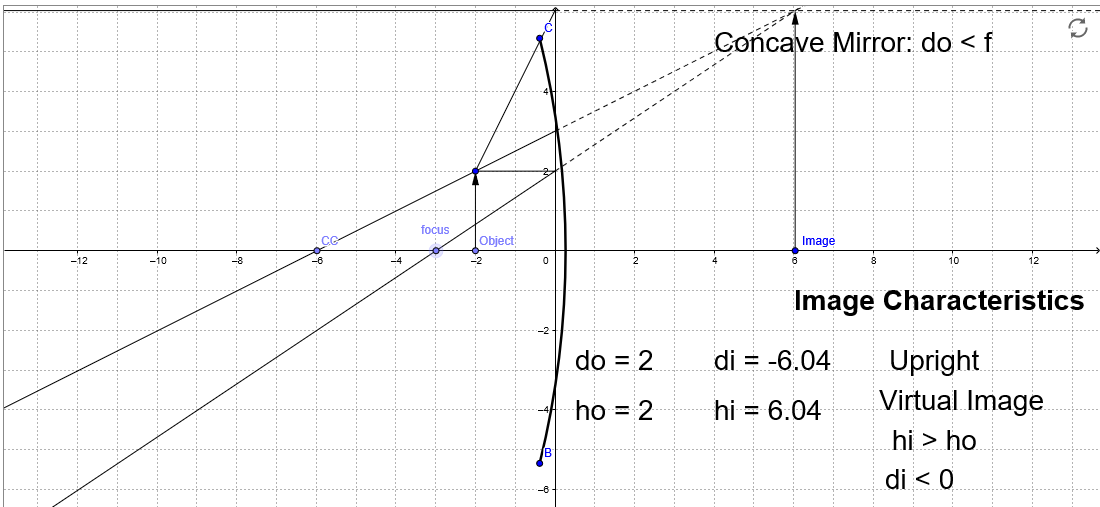 C
Concave Mirror: do < f
4
2
focus
CC
Object
Image
−12
−10
−8
−6
−4
−2
0
2
4
6
8
10
12
Image Characteristics
−2
do = 2
di = -6.04
Upright
Virtual Image
−4
ho = 2
hi = 6.04
hi > ho
B
di < 0
−6